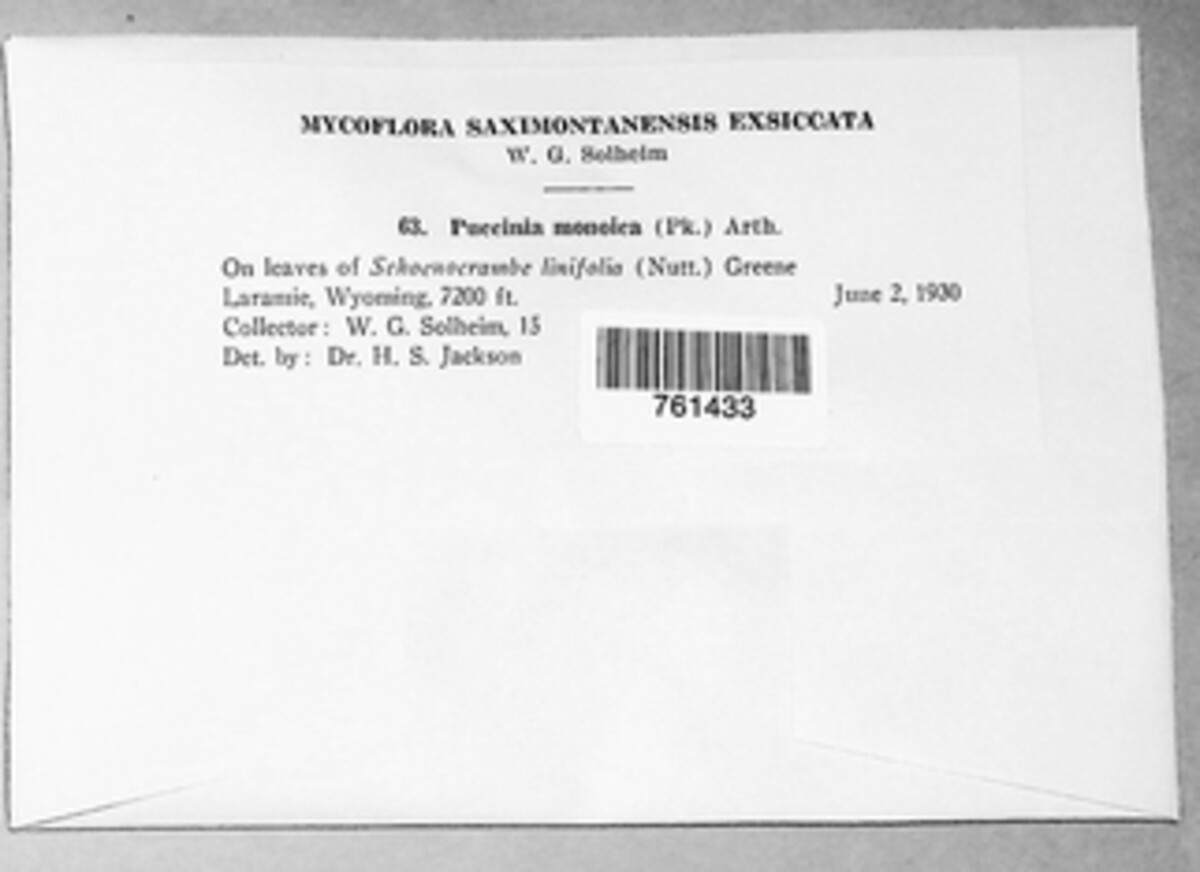 MYCOFLORA SAXIMONTANENSIS EXSICCATA
W. G. Solheim
63. Puccinia monoica (Pk.) Arth.
On leaves of Schoenocrambe linifolia (Nutt.) Greene
Laramie, Wyoming, 7200 ft. June 2, 1930
Collector: W. G. Solheim, 15
Det. by: Dr. H. S. Jackson
761433